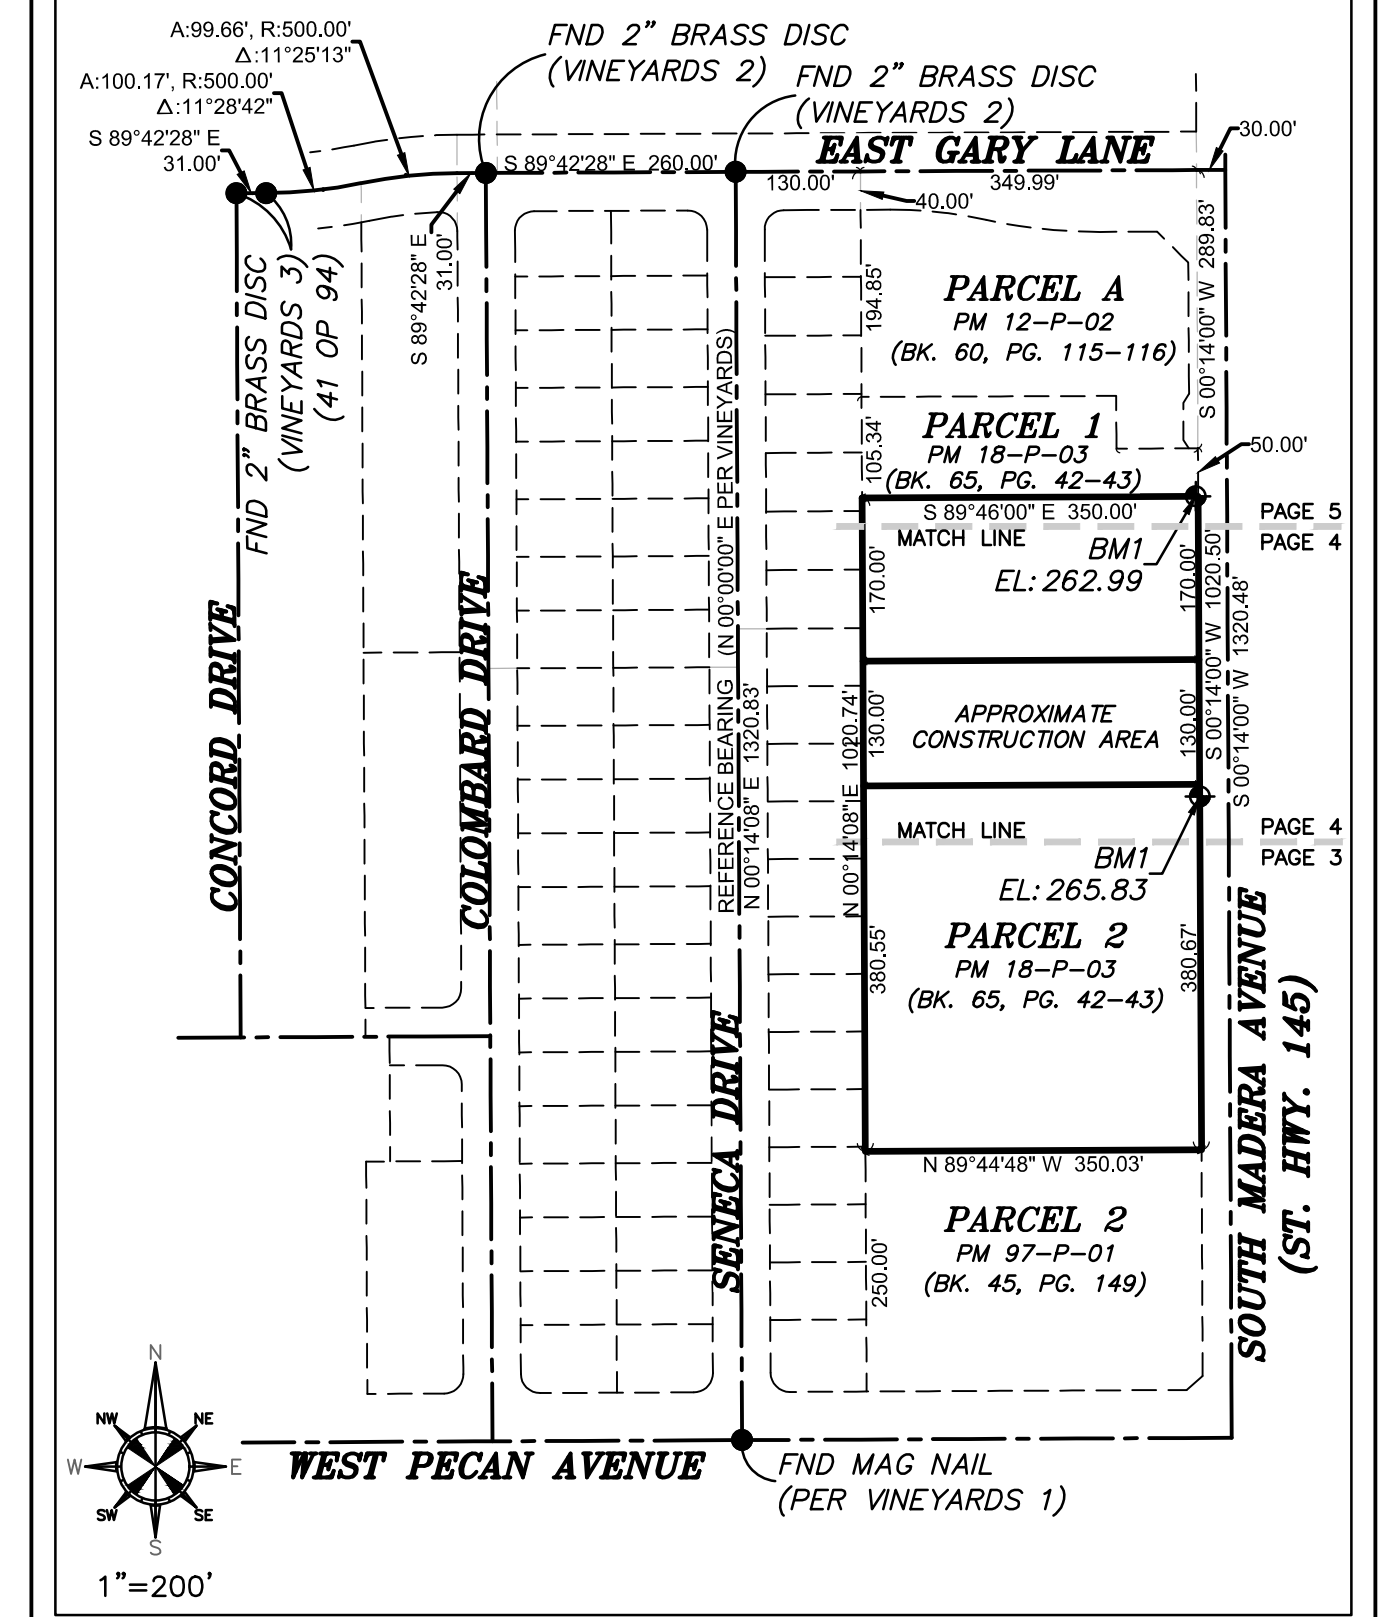 A:99.66', R:500.00'
Δ:11°25'13"
A:100.17', R:500.00'
Δ:11°28'42"
S 89°42'28" E
31.00'
FND 2" BRASS DISC
(VINEYARDS 2)
FND 2" BRASS DISC
(VINEYARDS 2)
EAST GARY LANE
30.00'
S 89°42'28" E 260.00'
130.00'
349.99'
40.00'
S 89°42'28" E
31.00'
FND 2" BRASS DISC
(VINEYARDS 3)
(41 OP 94)
194.85'
PARCEL A
PM 12-P-02
(BK. 60, PG. 115-116)
S 00°14'00" W 289.83'
105.34'
PARCEL 1
PM 18-P-03
(BK. 65, PG. 42-43)
50.00'
S 89°46'00" E 350.00'
PAGE 5
MATCH LINE
PAGE 4
BM1
EL: 262.99
170.00'
170.00'
S 00°14'00" W 1020.50'
S 00°14'00" W 1320.48'
CONCORD DRIVE
COLOMBARD DRIVE
REFERENCE BEARING (N 00°00'00" E PER VINEYARDS)
N 00°14'08" E 1320.83'
N 00°14'08" E 1020.74'
130.00'
APPROXIMATE
CONSTRUCTION AREA
130.00'
MATCH LINE
PAGE 4
PAGE 3
BM1
EL: 265.83
380.55'
PARCEL 2
PM 18-P-03
(BK. 65, PG. 42-43)
380.67'
SENECA DRIVE
SOUTH MADERA AVENUE
(ST. HWY. 145)
N 89°44'48" W 350.03'
250.00'
PARCEL 2
PM 97-P-01
(BK. 45, PG. 149)
N
NW
NE
W
E
SW
SE
S
WEST PECAN AVENUE
FND MAG NAIL
(PER VINEYARDS 1)
1"=200'